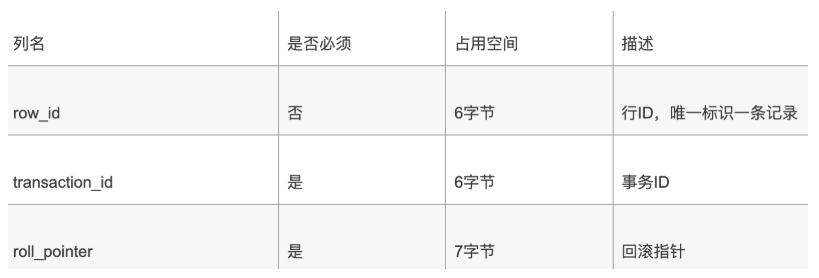 列名 是否必须 占用空间 描述
row_id 否 6字节 行ID，唯一标识一条记录
transaction_id 是 6字节 事务ID
roll_pointer 是 7字节 回滚指针